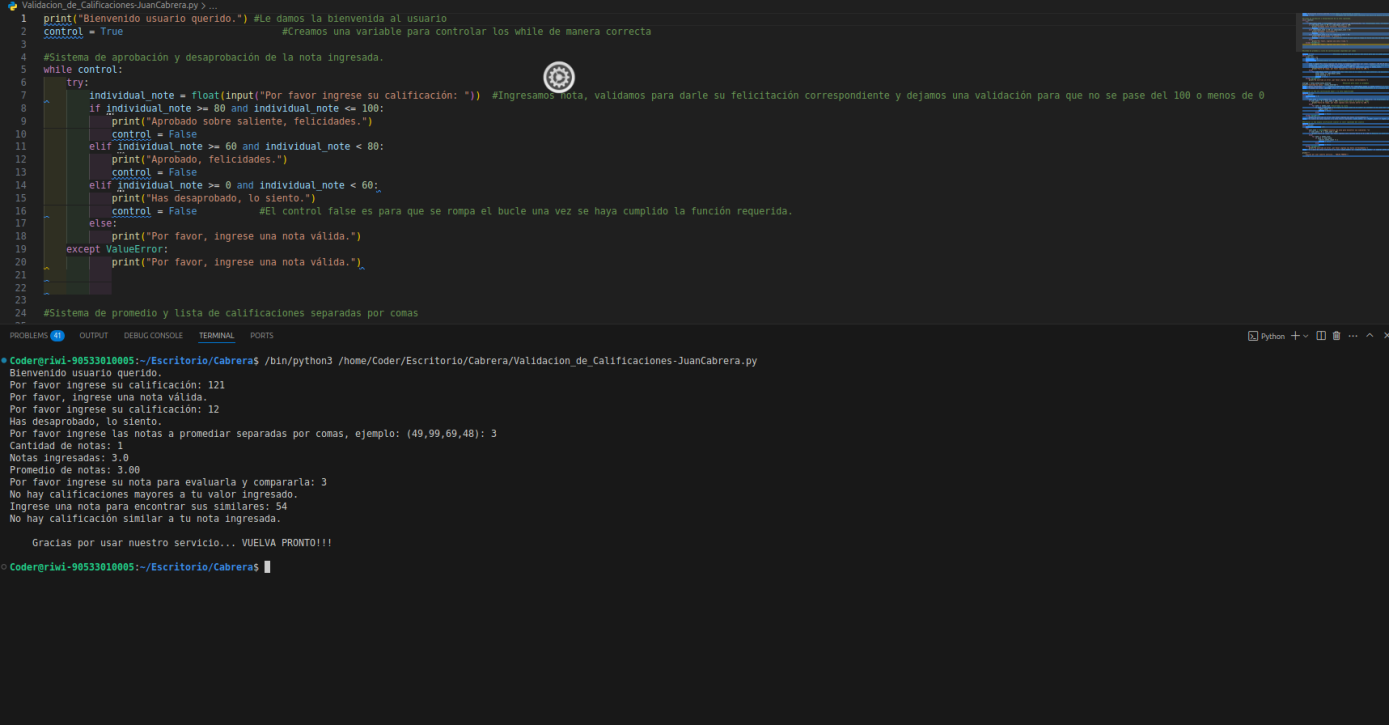 Validacion_de_Calificaciones-JuanCabrera.py > ...
1 print("Bienvenido usuario querido.") #Le damos la bienvenida al usuario
2 control = True #Creamos una variable para controlar los while de manera correcta
3
4 #Sistema de aprobación y desaprobación de la nota ingresada.
5 while control:
6 try:
7 individual_note = float(input("Por favor ingrese su calificación: ")) #Ingresamos nota, validamos para darle su felicitación correspondiente y dejamos una validación para que no se pase del 100 o menos de 0
8 if individual_note >= 80 and individual_note <= 100:
9 print("Aprobado sobre saliente, felicidades.")
10 control = False
11 elif individual_note >= 60 and individual_note < 80:
12 print("Aprobado, felicidades.")
13 control = False
14 elif individual_note >= 0 and individual_note < 60:
15 print("Has desaprobado, lo siento.")
16 control = False #El control false es para que se rompa el bucle una vez se haya cumplido la función requerida.
17 else:
18 print("Por favor, ingrese una nota válida.")
19 except ValueError:
20 print("Por favor, ingrese una nota válida.")
21
22
23
24 #Sistema de promedio y lista de calificaciones separadas por comas
PROBLEMS 41 OUTPUT DEBUG CONSOLE TERMINAL PORTS Python
Coder@riwi-90533010005:~/Escritorio/Cabrera$ /bin/python3 /home/Coder/Escritorio/Cabrera/Validacion_de_Calificaciones-JuanCabrera.py
Bienvenido usuario querido.
Por favor ingrese su calificación: 121
Por favor, ingrese una nota válida.
Por favor ingrese su calificación: 12
Has desaprobado, lo siento.
Por favor ingrese las notas a promediar separadas por comas, ejemplo: (49,99,69,48): 3
Cantidad de notas: 1
Notas ingresadas: 3.0
Promedio de notas: 3.00
Por favor ingrese su nota para evaluarla y compararla: 3
No hay calificaciones mayores a tu valor ingresado.
Ingrese una nota para encontrar sus similares: 54
No hay calificación similar a tu nota ingresada.
Gracias por usar nuestro servicio... VUELVA PRONTO!!!
Coder@riwi-90533010005:~/Escritorio/Cabrera$